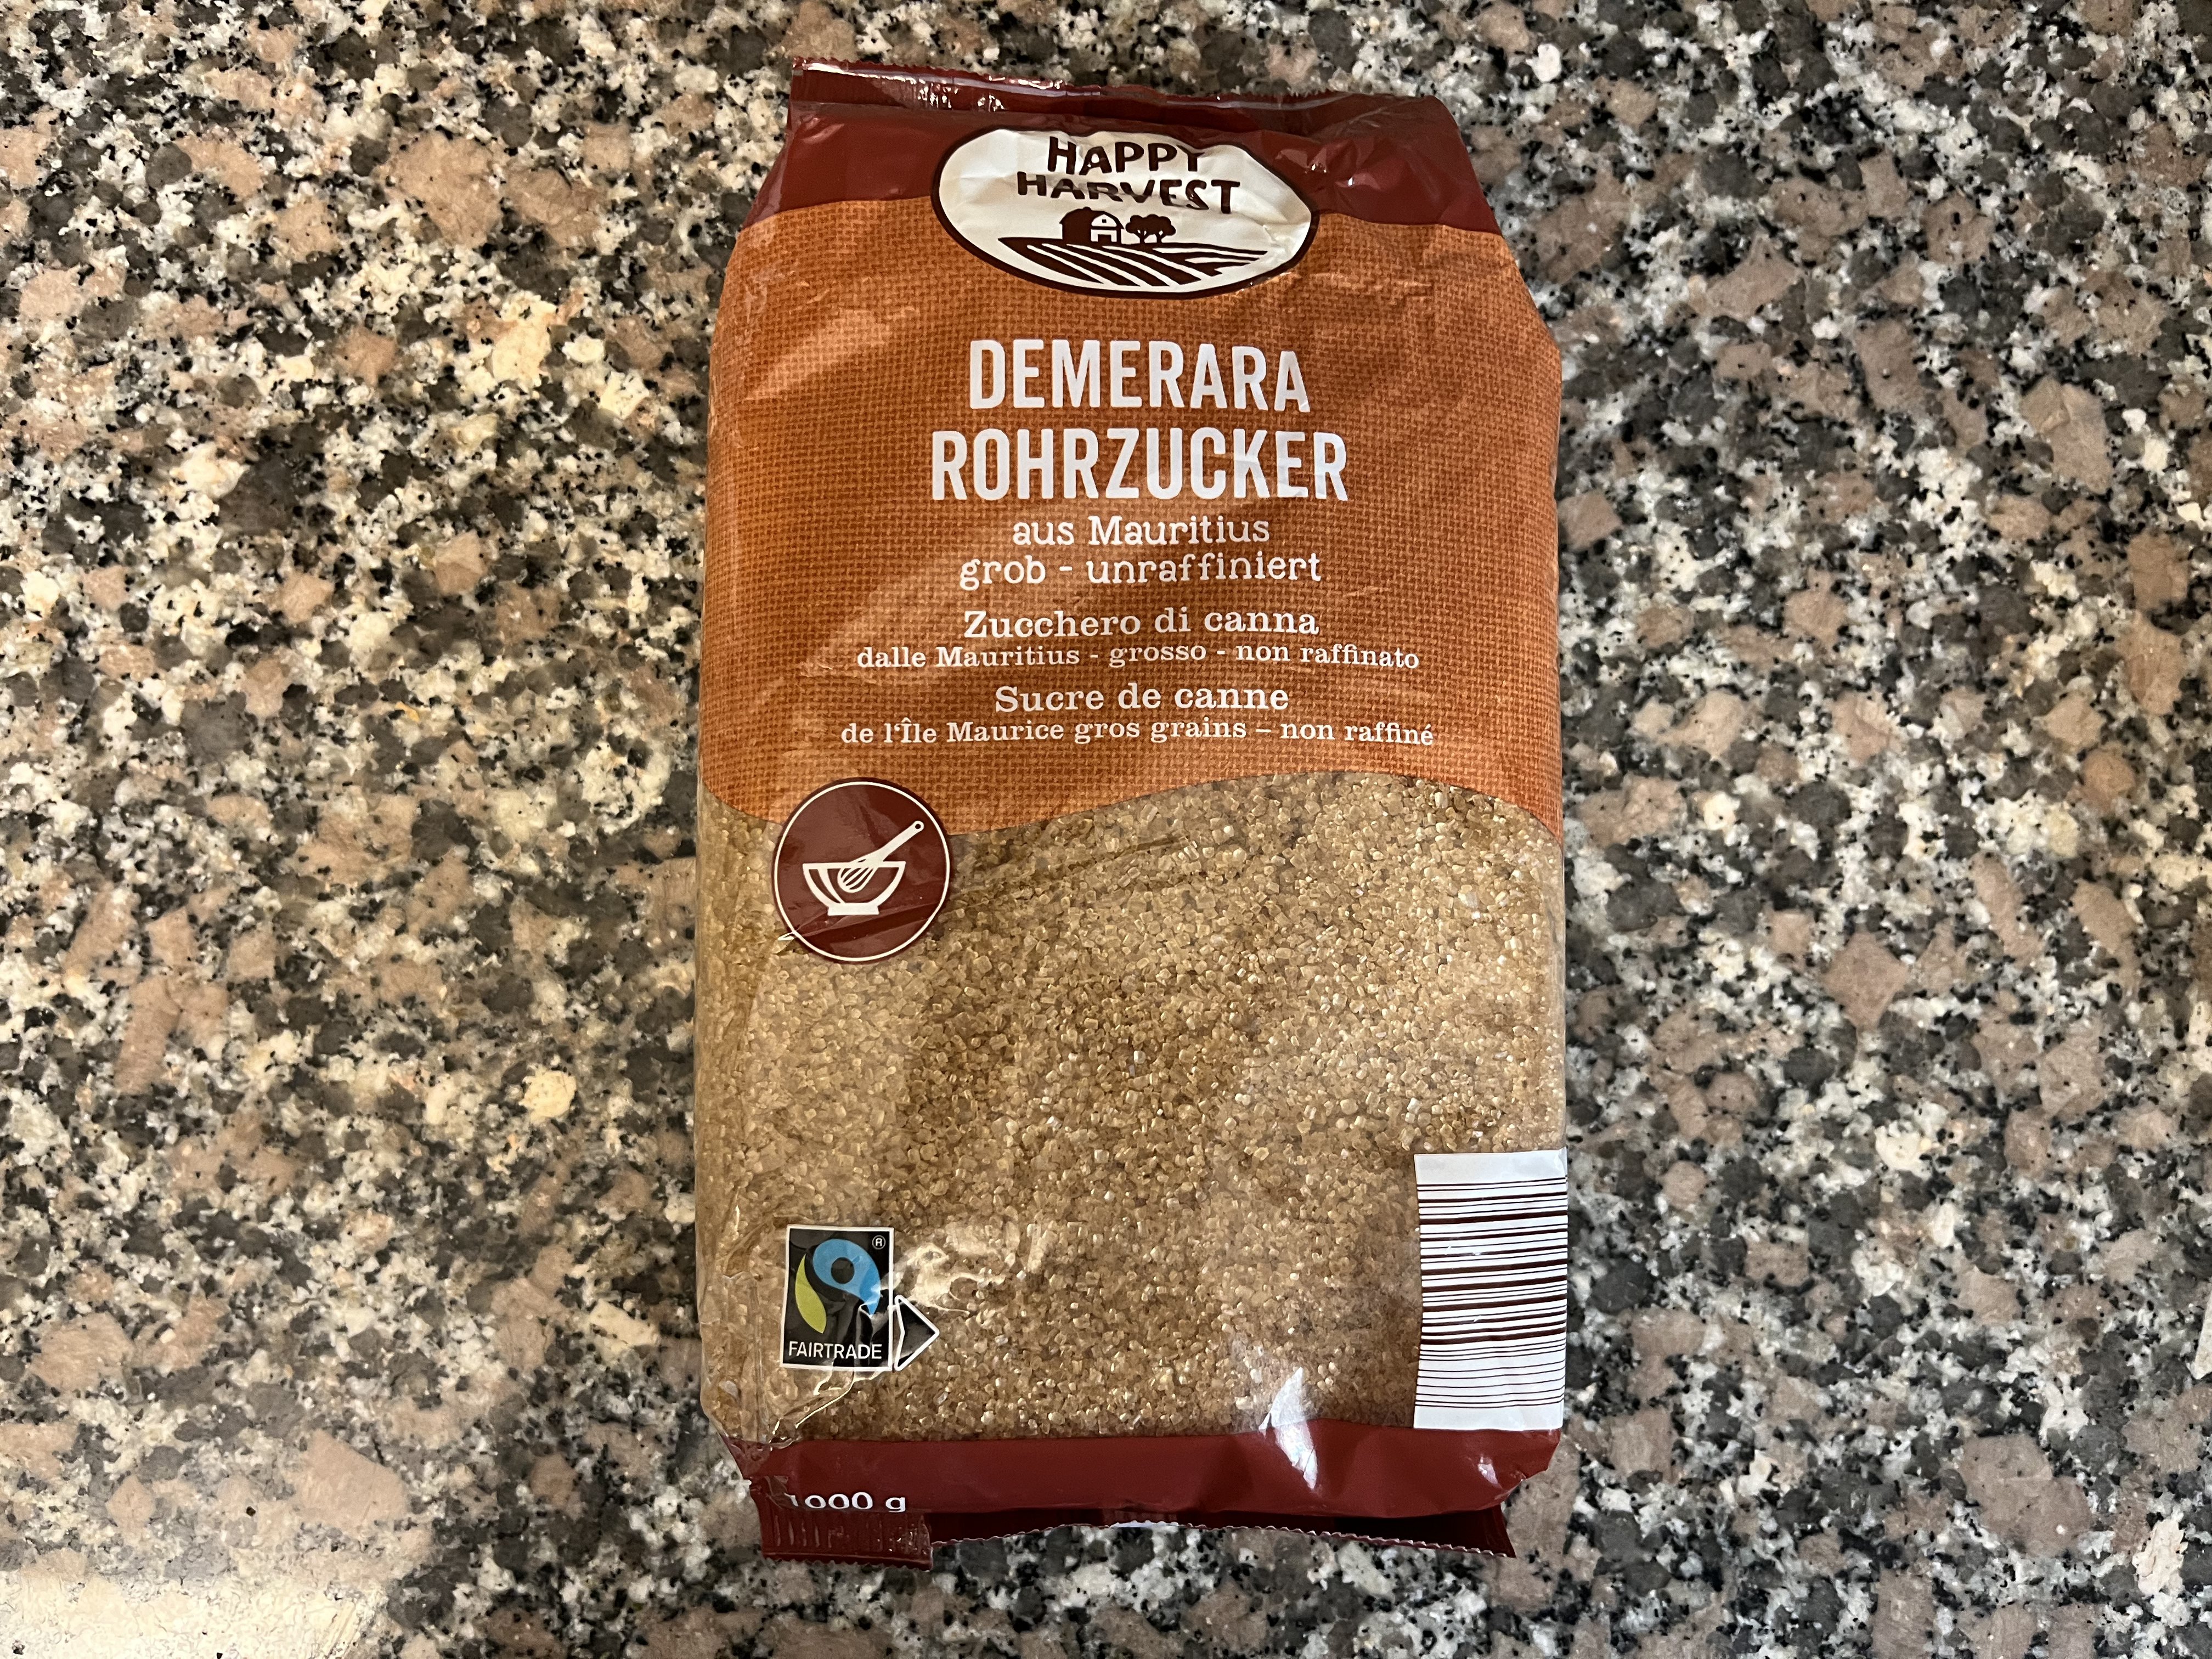 HAPPY
HARVEST
DEMERARA
ROHRZUCKER
aus Mauritius
grob - unraffiniert
Zucchero di canna
dalle Mauritius - grosso - non raffinato
Sucre de canne
de l'Île Maurice gros grains – non raffiné
FAIRTRADE
®
1000 g